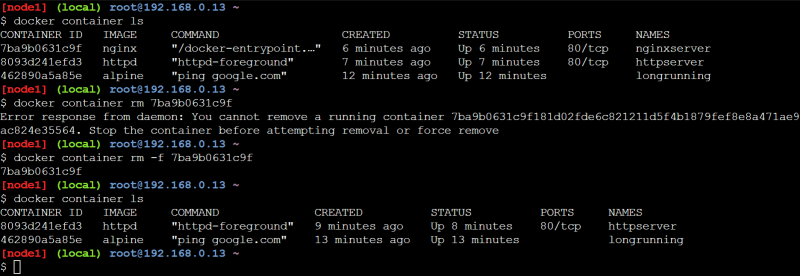 [node1] (local) root@192.168.0.13 ~
$ docker container ls
CONTAINER ID   IMAGE    COMMAND                  CREATED          STATUS          PORTS    NAMES
7ba9b0631c9f   nginx    "/docker-entrypoint.…"   6 minutes ago    Up 6 minutes    80/tcp   nginxserver
8093d241efd3   httpd    "httpd-foreground"       7 minutes ago    Up 7 minutes    80/tcp   httpserver
462890a5a85e   alpine   "ping google.com"        12 minutes ago   Up 12 minutes            longrunning
[node1] (local) root@192.168.0.13 ~
$ docker container rm 7ba9b0631c9f
Error response from daemon: You cannot remove a running container 7ba9b0631c9f181d02fde6c821211d5f4b1879fef8e8a471ae9
ac824e35564. Stop the container before attempting removal or force remove
[node1] (local) root@192.168.0.13 ~
$ docker container rm -f 7ba9b0631c9f
7ba9b0631c9f
[node1] (local) root@192.168.0.13 ~
$ docker container ls
CONTAINER ID   IMAGE    COMMAND              CREATED          STATUS          PORTS    NAMES
8093d241efd3   httpd    "httpd-foreground"   9 minutes ago    Up 8 minutes    80/tcp   httpserver
462890a5a85e   alpine   "ping google.com"    13 minutes ago   Up 13 minutes            longrunning
[node1] (local) root@192.168.0.13 ~
$